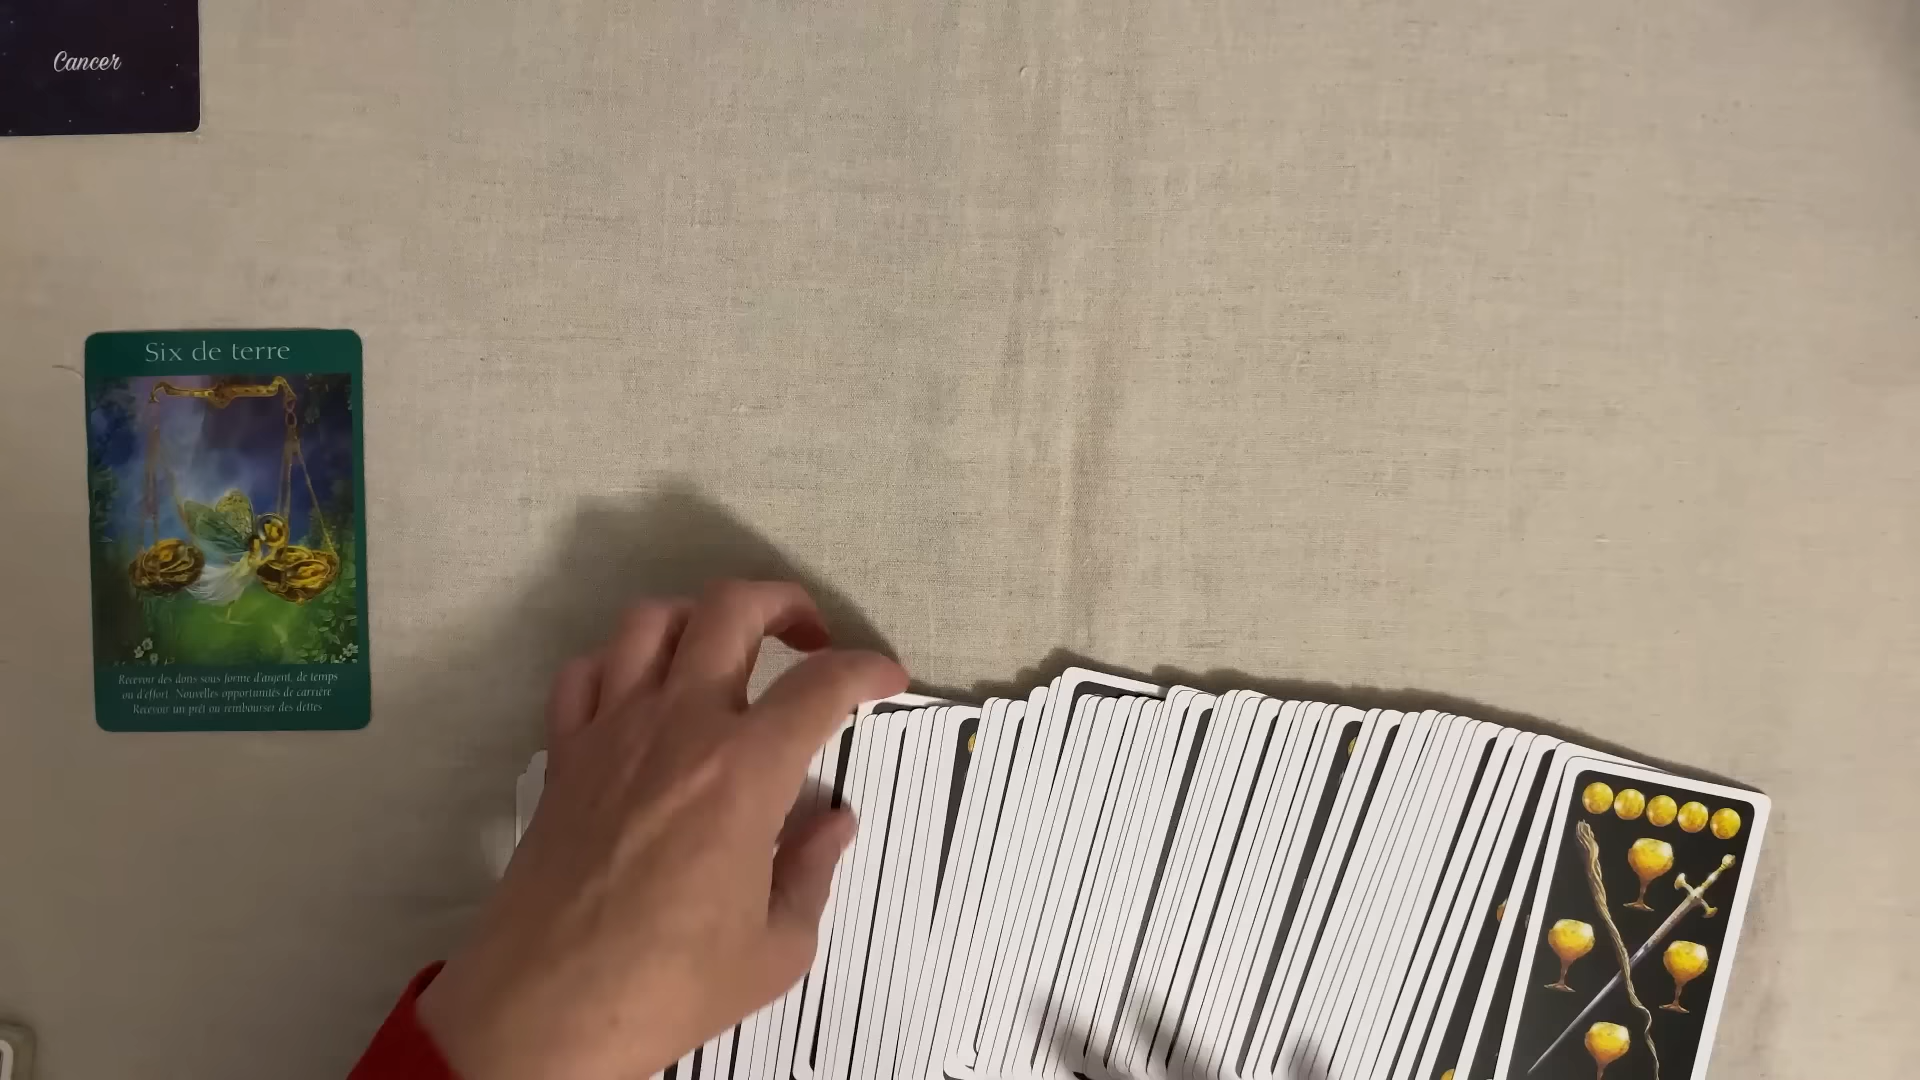 Cancer
Six de terre
Recevoir des dons sous forme d'argent, de temps
ou d'effort. Nouvelles opportunités de carrière.
Recevoir un prêt ou rembourser des dettes